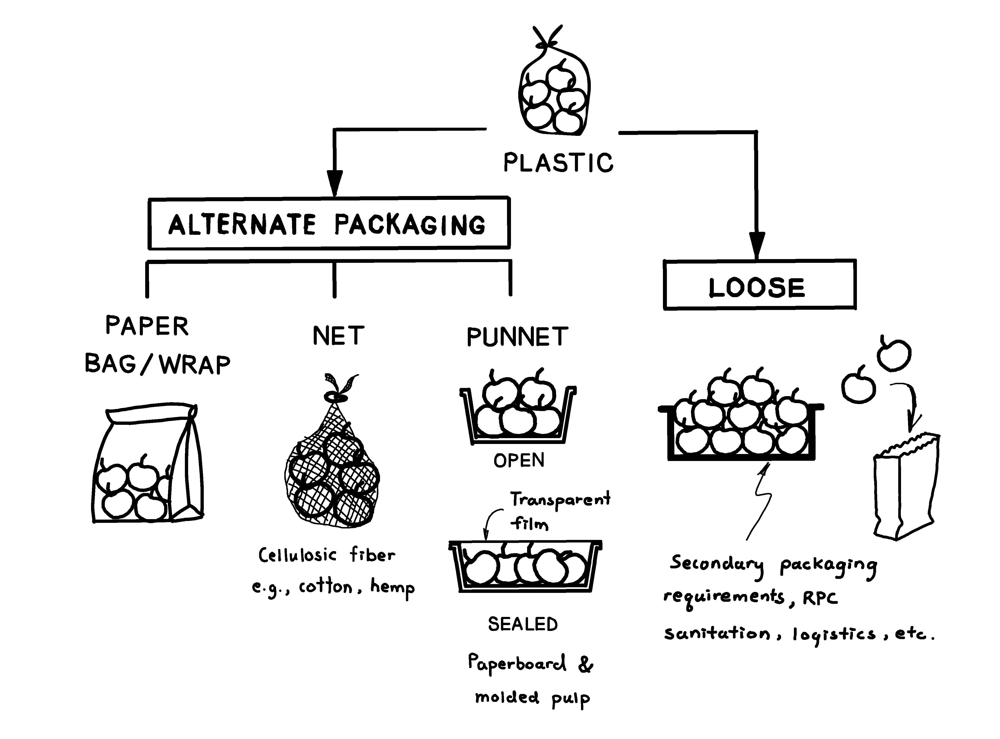 PLASTIC
ALTERNATE PACKAGING
LOOSE
PAPER
BAG/WRAP
NET
PUNNET
OPEN
Transparent
film
Cellulosic fiber
e.g., cotton, hemp
SEALED
Paperboard &
molded pulp
Secondary packaging
requirements, RPC
sanitation, logistics, etc.